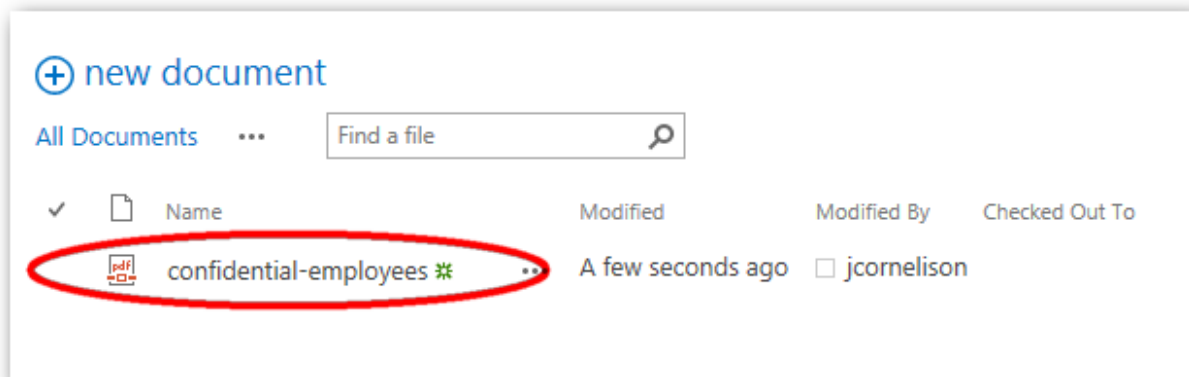 new document
All Documents ...
Find a file
Name Modified Modified By Checked Out To
pdf confidential-employees ... A few seconds ago jcornelison